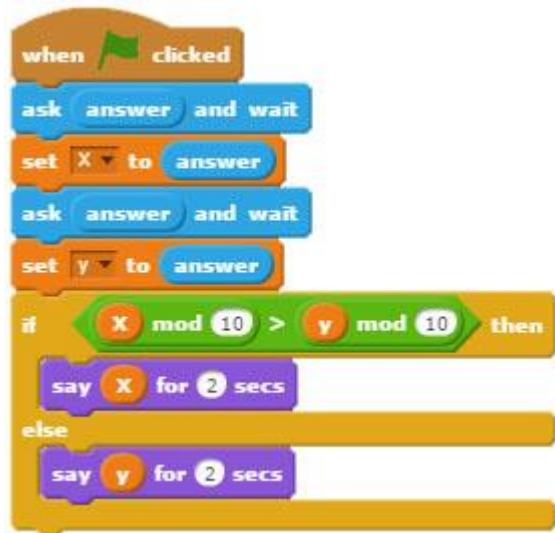 when clicked
ask answer and wait
set X to answer
ask answer and wait
set y to answer
if X mod 10 > y mod 10 then
say X for 2 secs
else
say y for 2 secs